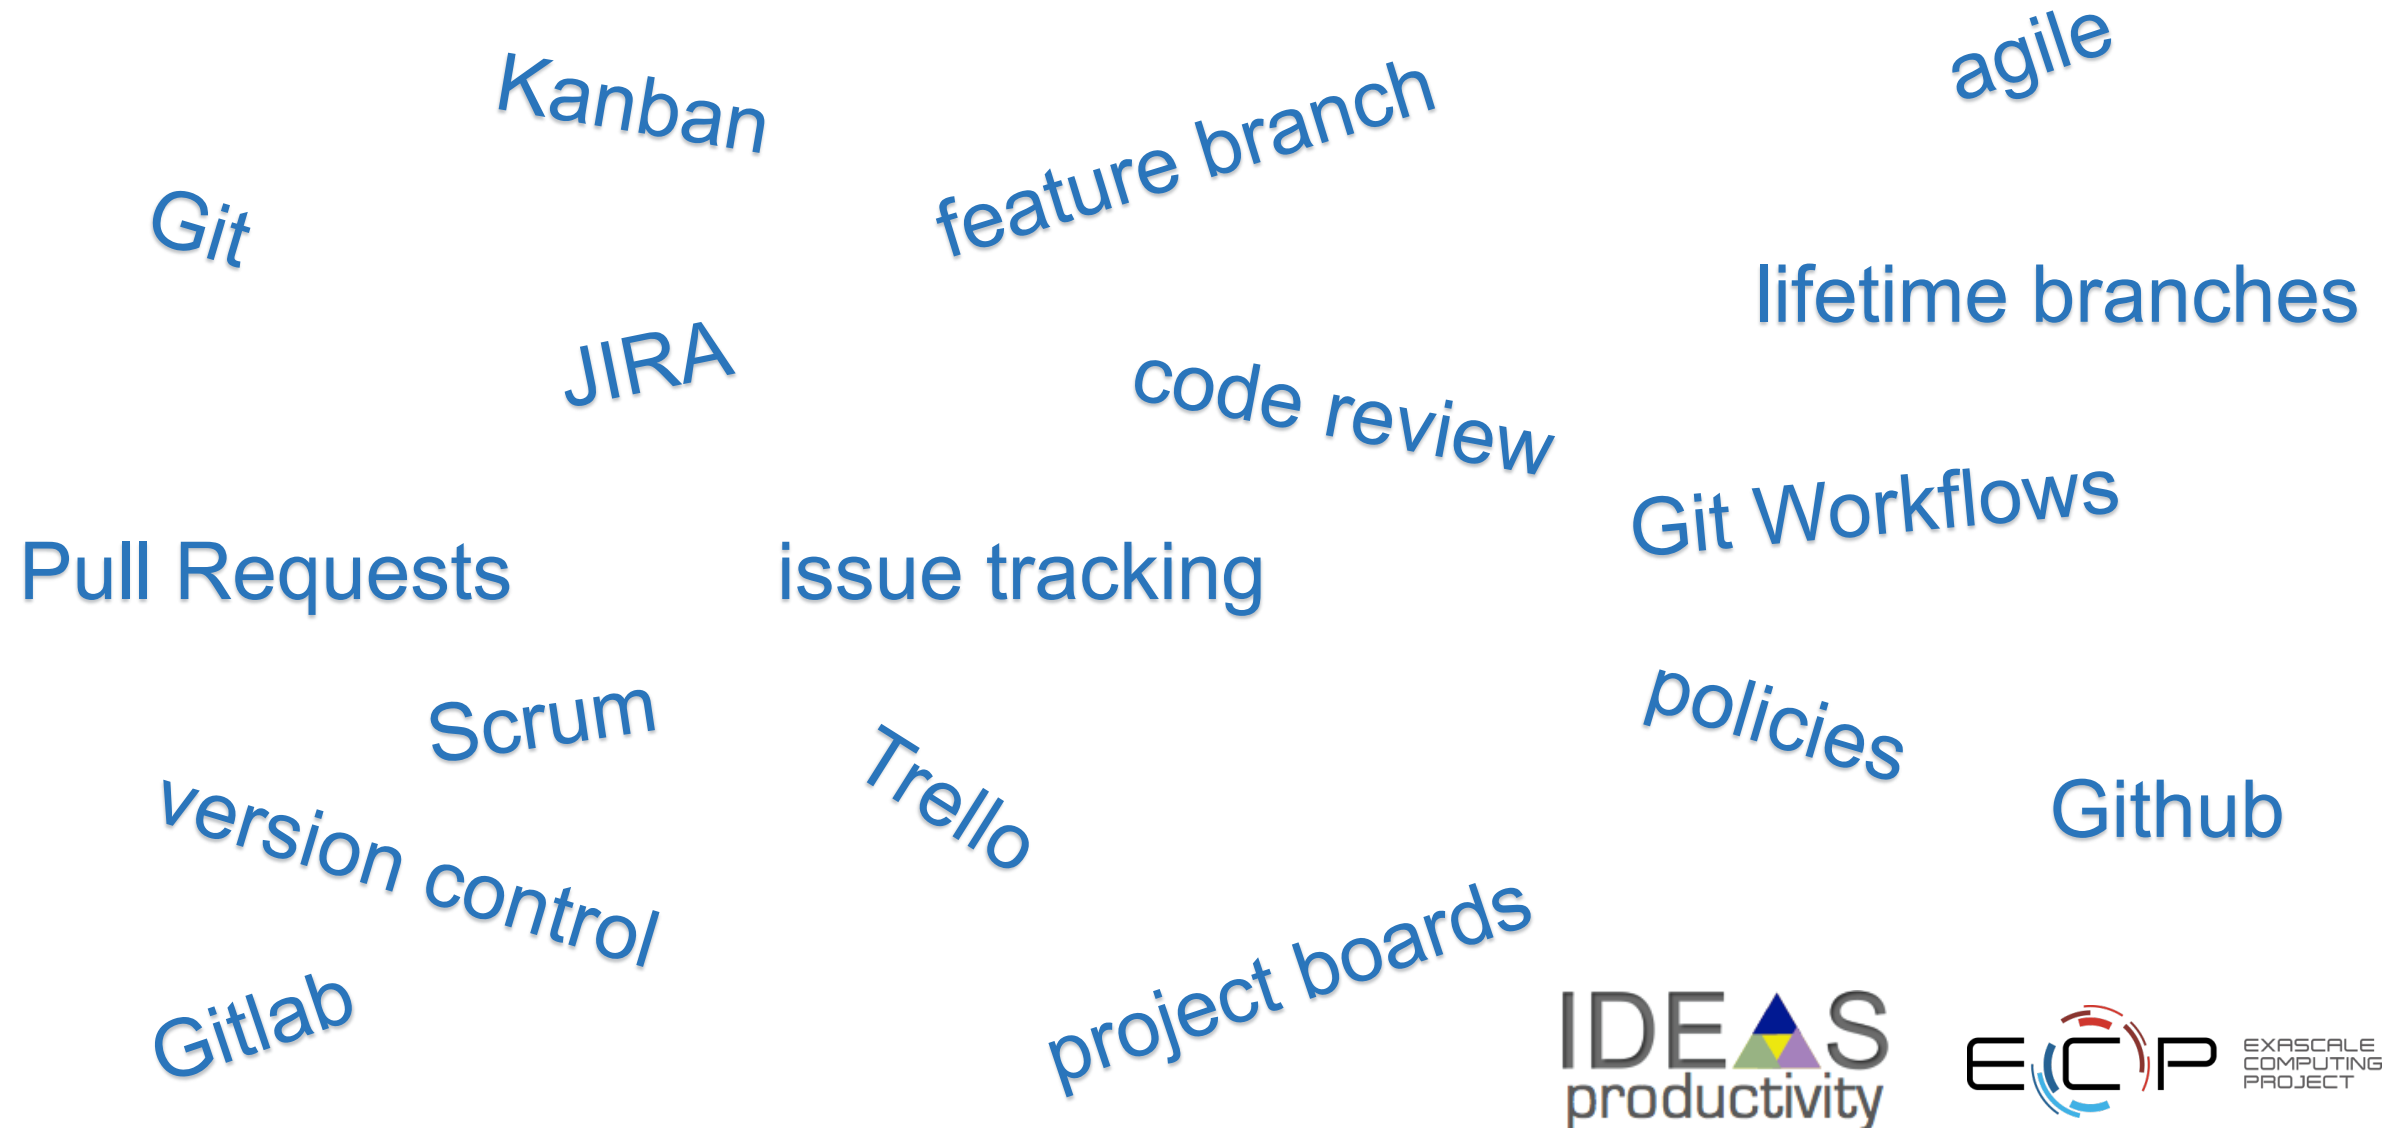 agile
Kanban
feature branch
Git
lifetime branches
JIRA
code review
Git Workflows
Pull Requests
issue tracking
policies
Scrum
Trello
Github
version control
project boards
Gitlab
IDEAS
productivity
ECP
EXASCALE
COMPUTING
PROJECT